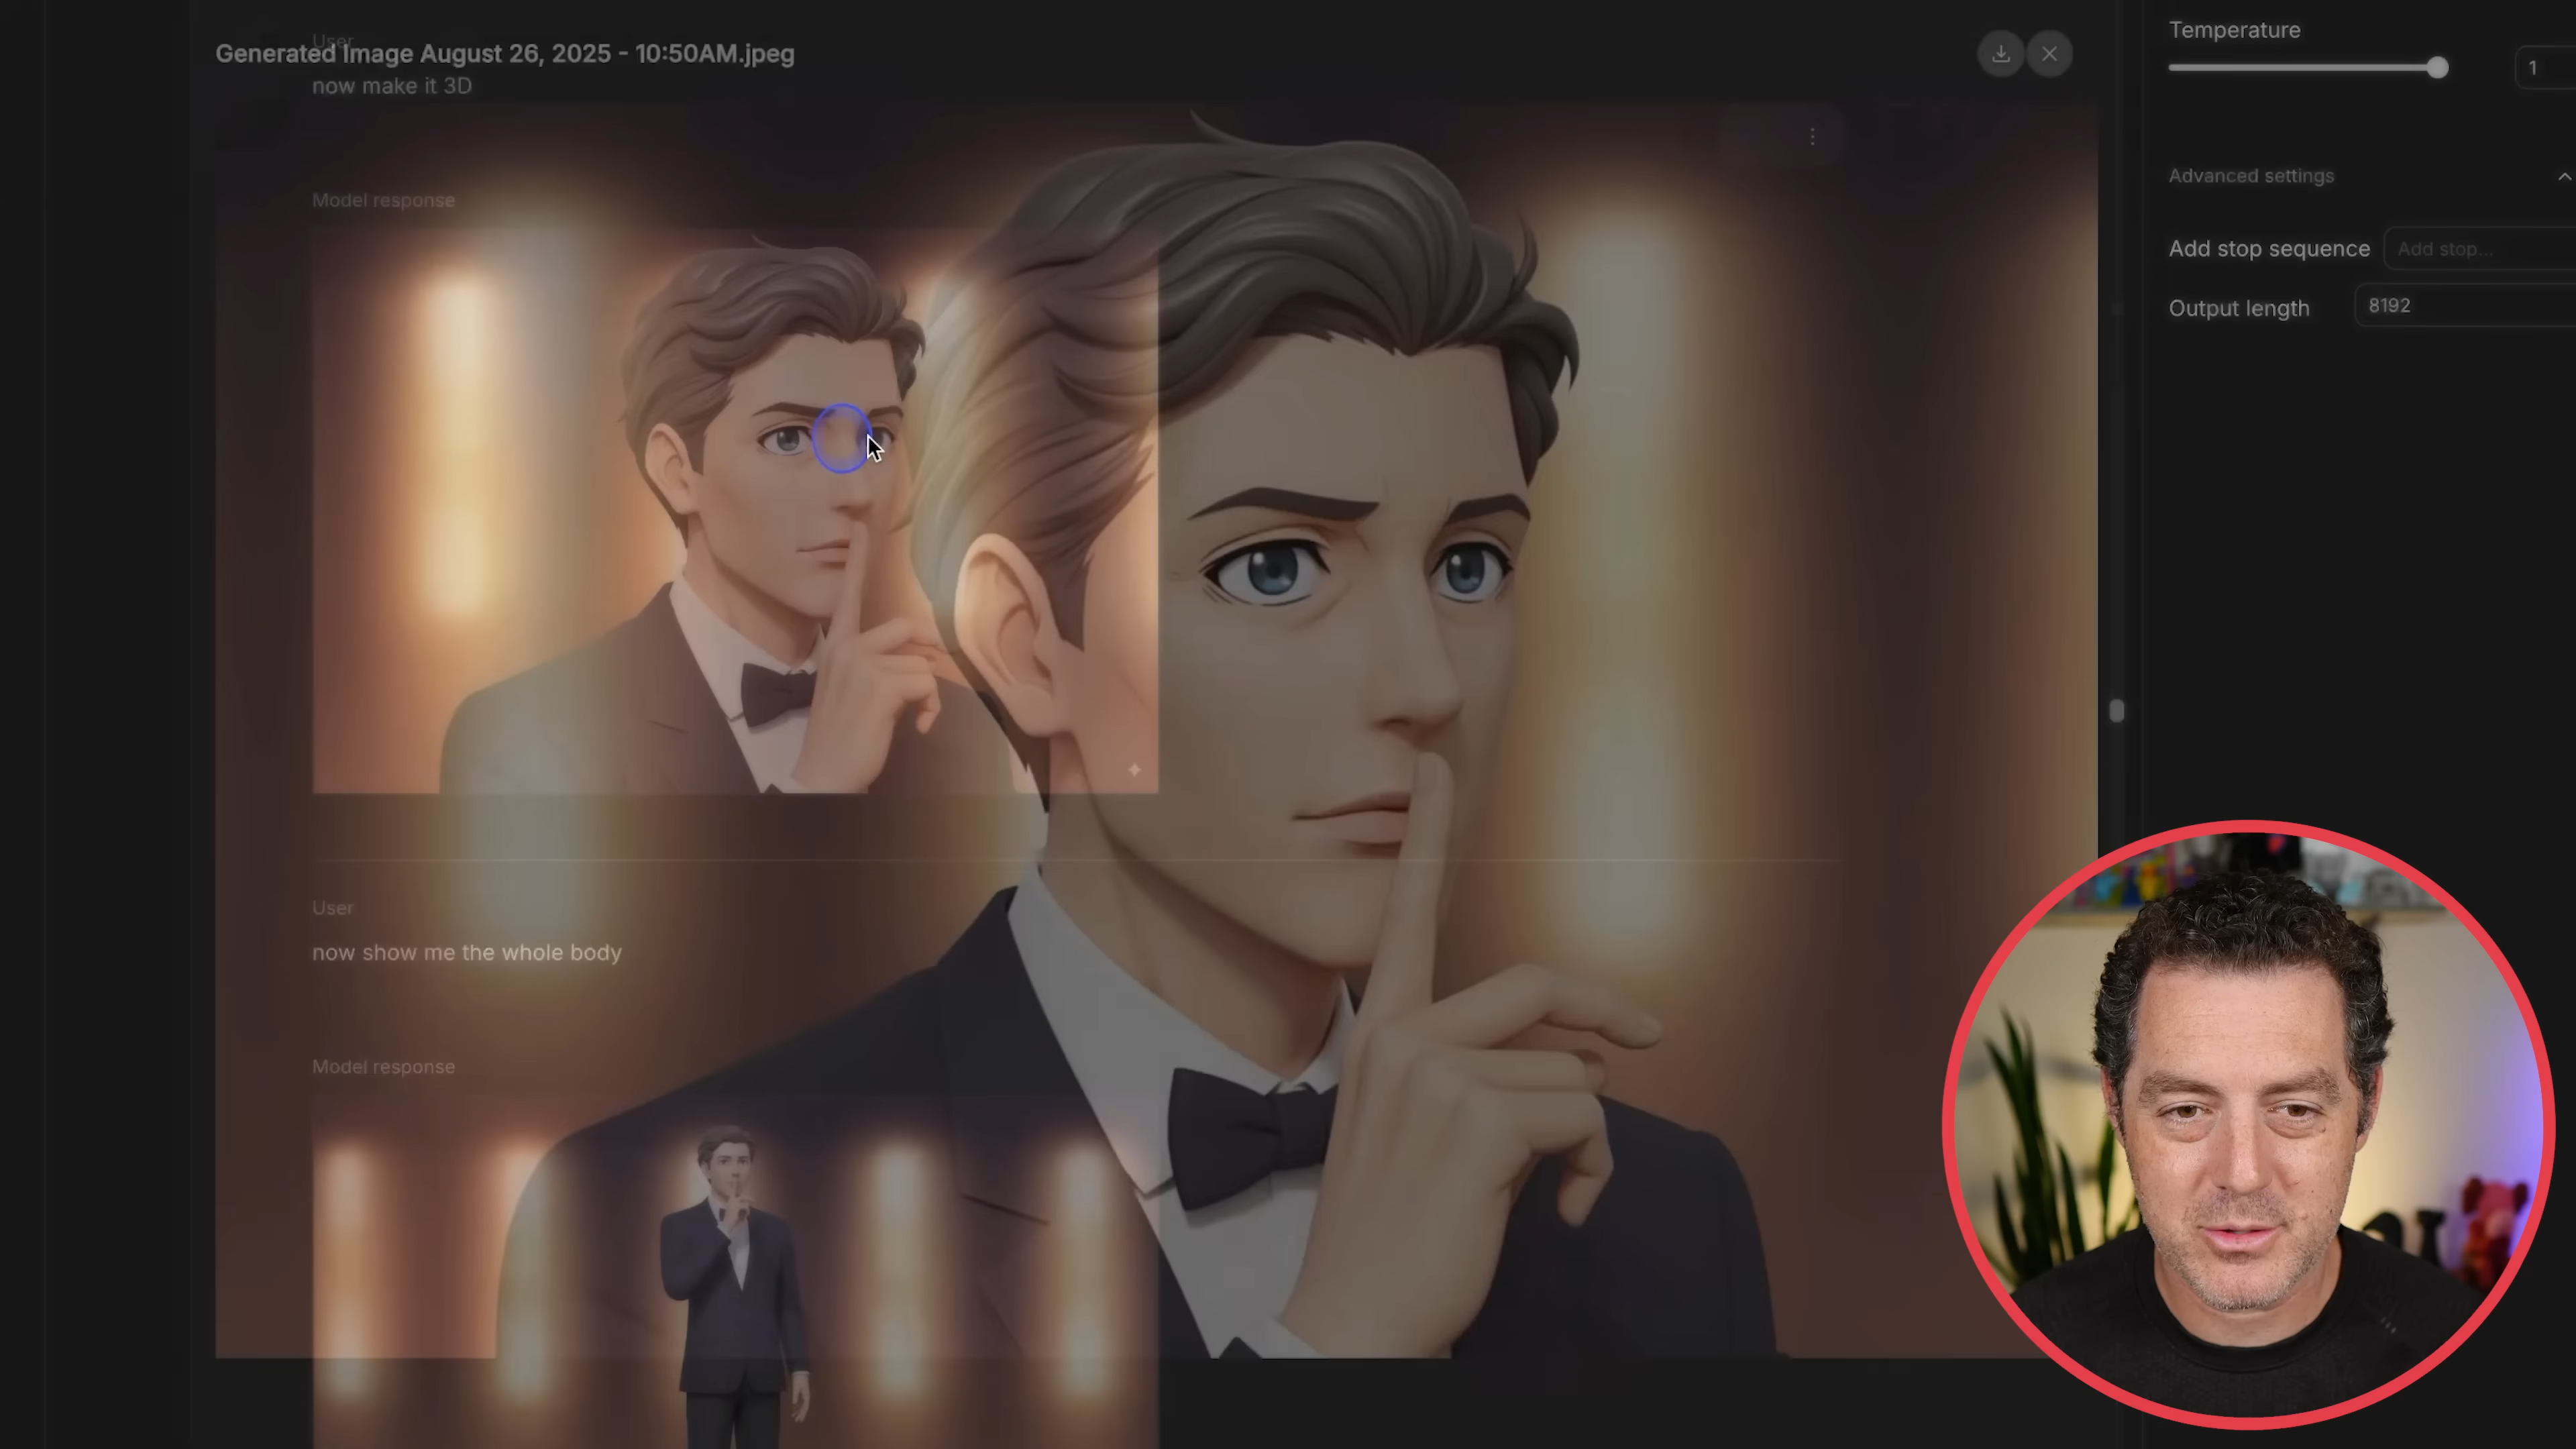 User
Generated Image August 26, 2025 - 10:50AM.jpeg
now make it 3D
Model response
User
now show me the whole body
Model response
Temperature
1
Advanced settings
Add stop sequence
Add stop...
Output length
8192